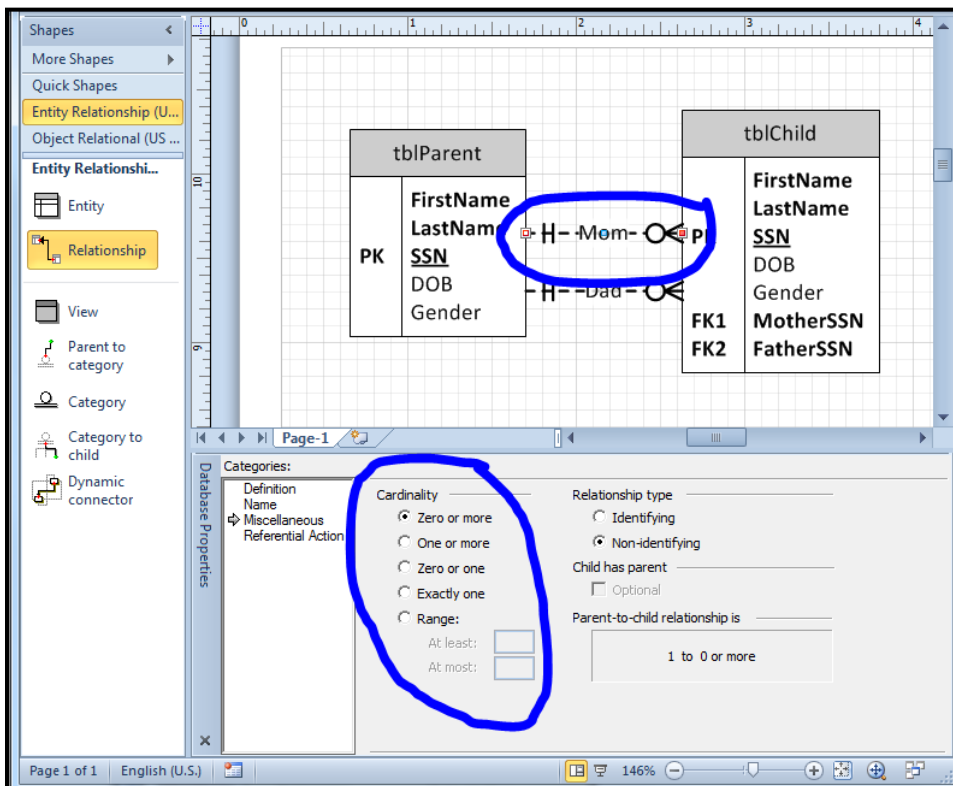 Shapes
More Shapes
Quick Shapes
Entity Relationship (U...
Object Relational (US ...
Entity Relationshi...
Entity
Relationship
View
Parent to
category
Category
Category to
child
Dynamic
connector
0 1 2 3 4
10
9
tblParent
FirstName
LastName
PK SSN
DOB
Gender
Mom
Dad
tblChild
FirstName
LastName
SSN
DOB
Gender
FK1 MotherSSN
FK2 FatherSSN
Page-1
Database Properties
Categories:
Definition
Name
Miscellaneous
Referential Action
Cardinality
Zero or more
One or more
Zero or one
Exactly one
Range:
At least:
At most:
Relationship type
Identifying
Non-identifying
Child has parent
Optional
Parent-to-child relationship is
1 to 0 or more
Page 1 of 1 English (U.S.) 146%